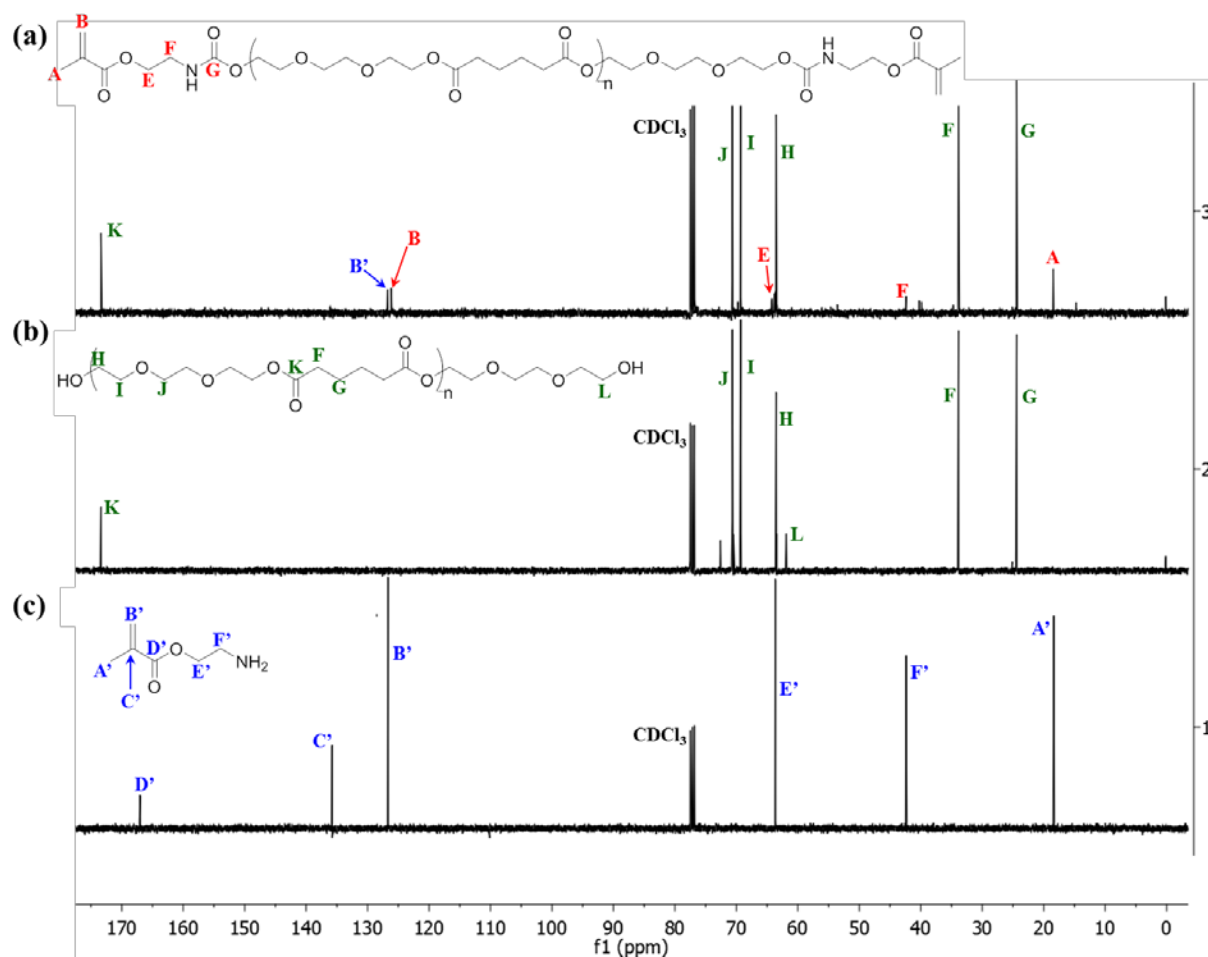 (a)
B
A
O
O
E
F
N
H
O
G
O
O
O
O
O
O
O
n
O
O
O
O
H
N
O
O
O
CDCl3
J
I
H
F
G
K
B'
B
E
F
A
3
(b)
HO
H
I
O
J
O
O
K
O
F
G
O
O
n
O
O
L
OH
CDCl3
J
I
H
L
F
G
K
2
(c)
B'
A'
C'
D'
O
O
E'
F'
NH2
D'
C'
B'
CDCl3
E'
F'
A'
1
170 160 150 140 130 120 110 100 90 80 70 60 50 40 30 20 10 0
f1 (ppm)